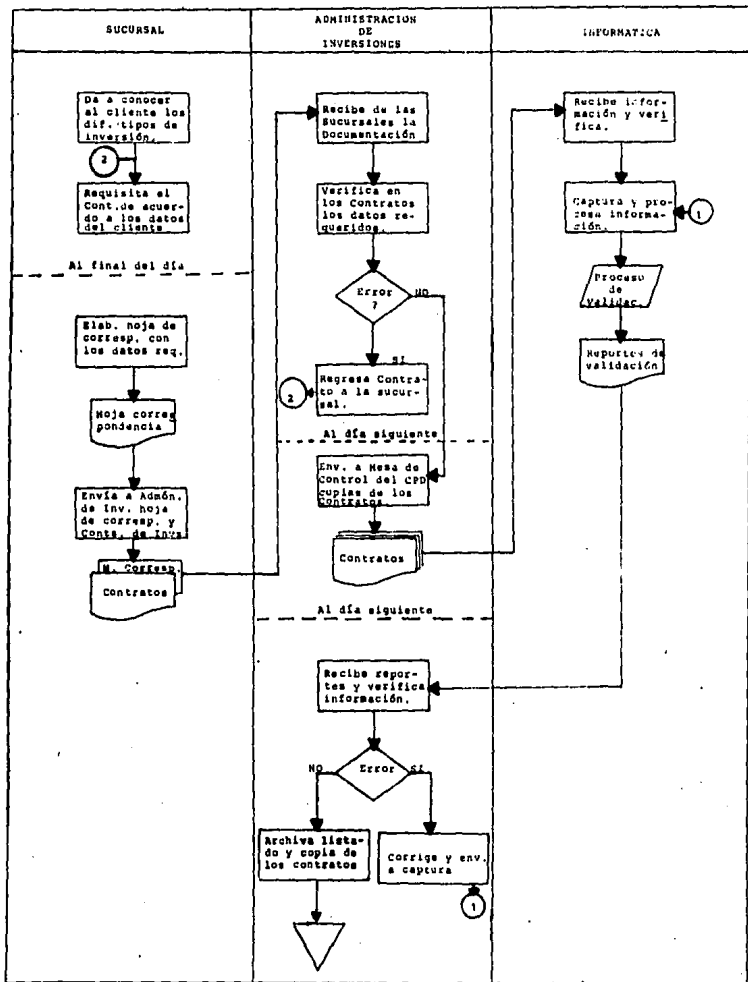 SUCURSAL
ADMINISTRACION
DE
INVERSIONES
INFORMATICA
Da a conocer
al cliente los
dif. tipos de
inversión.
2
Requisita el
Cont.de acuerdo
a los datos
del cliente
Al final del día
Elab. hoja de
corresp. con
los datos req.
Hoja corres
pondencia
Envía a Admón.
de Inv. hoja
de corresp. y
Conts. de Invs
H. Corresp.
Contratos
Recibe de las
Sucursales la
Documentación
Verifica en
los Contratos
los datos re-
queridos.
Error
?
NO
SI
Regresa Contra-
to a la sucur-
sal.
2
Al día siguiente
Env. a Mesa de
Control del CPD
copias de los
Contratos
Contratos
Al día siguiente
Recibe repor-
tes y verifica
información.
Error
NO
SI
Archiva lista-
do y copia de
los contratos
Corrige y env.
a captura
1
Recibe infor-
mación y veri
fica.
Captura y pro-
cesa informa-
ción.
1
Proceso
de
Validac.
Reportes de
validación